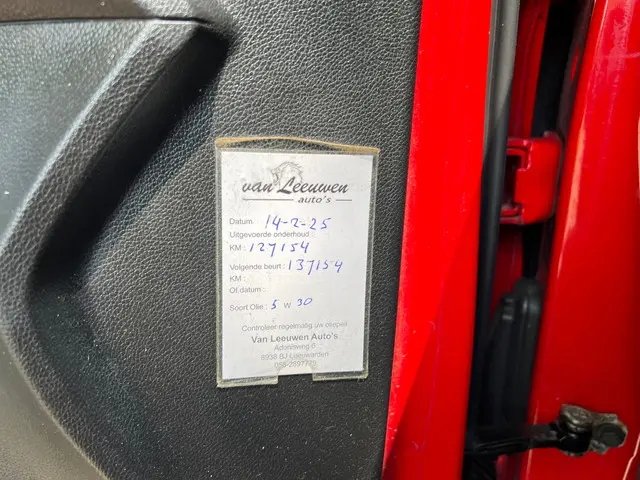 van Leeuwen
auto's
Datum: 14-2-25
Uitgevoerde onderhoud :
KM : 127154
Volgende beurt : 137154
KM :
Of datum :
Soort Olie : 5 W 30
Controleer regelmatig uw oliepeil
Van Leeuwen Auto's
8938 BJ Leeuwarden